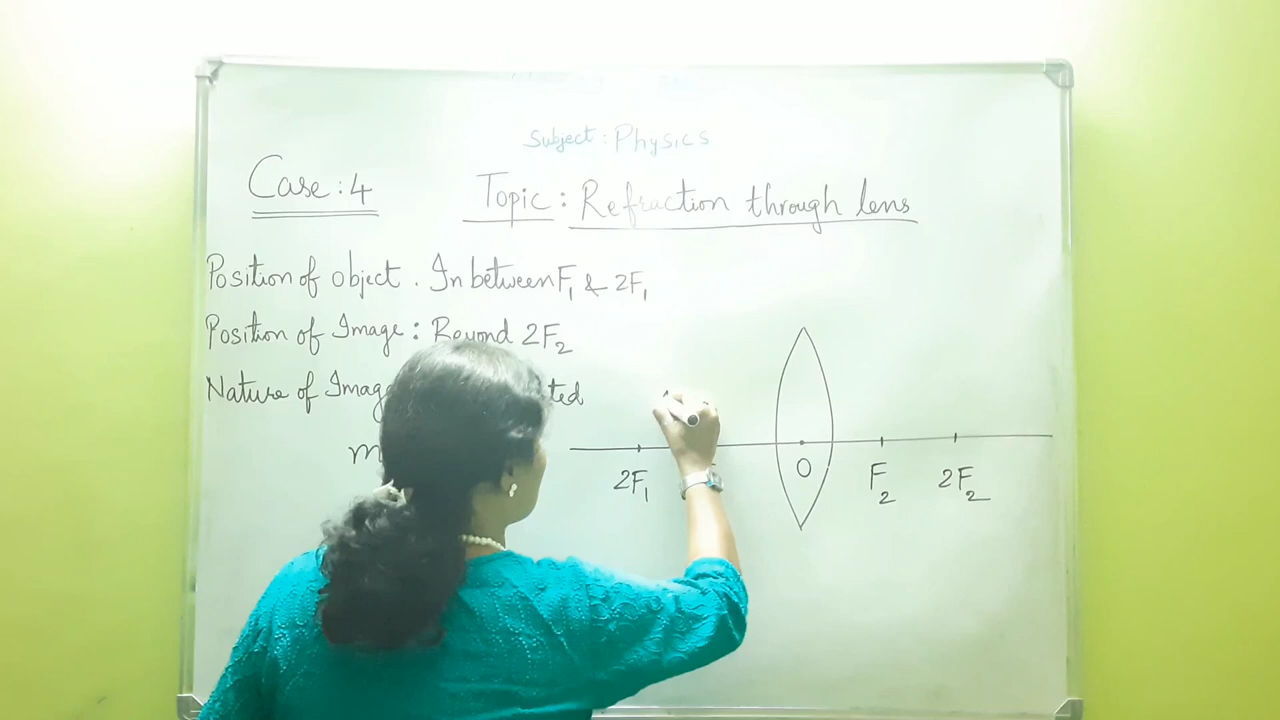 Subject: Physics
Case: 4
Topic: Refraction through lens
Position of object. In between F₁ & 2F₁
Position of Image: Beyond 2F₂
Nature of Image
2F₁ O F₂ 2F₂